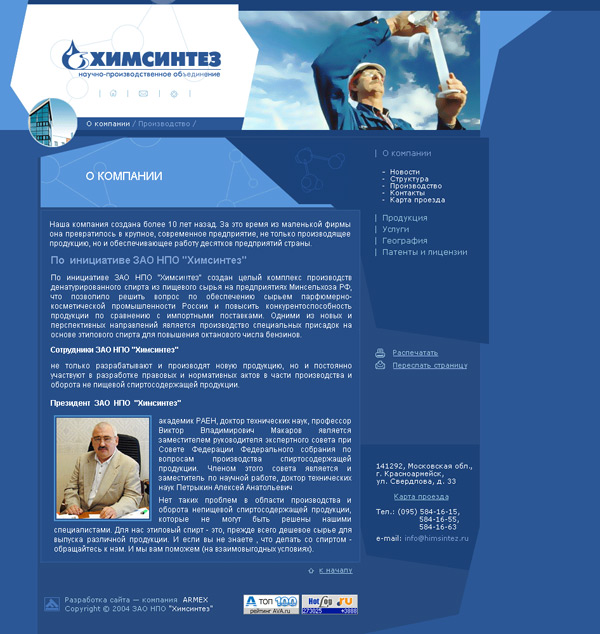 ХИМСИНТЕЗ
научно-производственное объединение
О компании / Производство /
О КОМПАНИИ
Наша компания создана более 10 лет назад. За это время из маленькой фирмы
она превратилось в крупное, современное предприятие, не только производящее
продукцию, но и обеспечивающее работу десятков предприятий страны.
По инициативе ЗАО НПО "Химсинтез"
По инициативе ЗАО НПО "Химсинтез" создан целый комплекс производств
денатурированного спирта из пищевого сырья на предприятиях Минсельхоза РФ,
что позволило решить вопрос по обеспечению сырьем парфюмерно-
косметической промышленности России и повысить конкурентоспособность
продукции по сравнению с импортными поставками. Одними из новых и
перспективных направлений является производство специальных присадок на
основе этилового спирта для повышения октанового числа бензинов.
Сотрудники ЗАО НПО "Химсинтез"
не только разрабатывают и производят новую продукцию, но и постоянно
участвуют в разработке правовых и нормативных актов в части производства и
оборота не пищевой спиртосодержащей продукции.
Президент ЗАО НПО "Химсинтез"
академик РАЕН, доктор технических наук, профессор
Виктор Владимирович Макаров является
заместителем руководителя экспертного совета при
Совете Федерации Федерального собрания по
вопросам производства спиртосодержащей
продукции. Членом этого совета является и
заместитель по научной работе, доктор технических
наук Петрыкин Алексей Анатольевич
Нет таких проблем в области производства и
оборота непищевой спиртосодержащей продукции,
которые не могут быть решены нашими
специалистами. Для нас этиловый спирт - это, прежде всего дешевое сырье для
выпуска различной продукции. И если вы не знаете , что делать со спиртом -
обращайтесь к нам. И мы вам поможем (на взаимовыгодных условиях).
к началу
О компании
- Новости
- Структура
- Производство
- Контакты
- Карта проезда
Продукция
Услуги
География
Патенты и лицензии
Распечатать
Переслать страницу
141292, Московская обл.,
г. Красноармейск,
ул. Свердлова, д. 33
Карта проезда
Тел.: (095) 584-16-15,
584-16-55,
584-16-63
e-mail: info@himsintez.ru
Разработка сайта — компания ARMEX
Copyright © 2004 ЗАО НПО "Химсинтез"
ТОП 100
рейтинг AVA.ru
HotLog .RU
273025 +3808